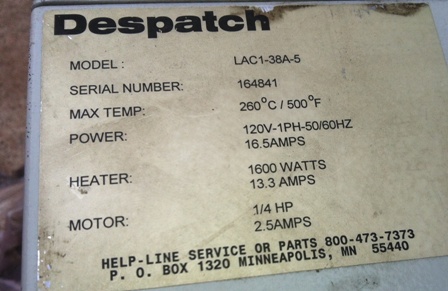 Despatch
MODEL : LAC1-38A-5
SERIAL NUMBER: 164841
MAX TEMP: 260°C / 500°F
POWER: 120V-1PH-50/60HZ
16.5AMPS
HEATER: 1600 WATTS
13.3 AMPS
MOTOR: 1/4 HP
2.5AMPS
HELP-LINE SERVICE OR PARTS 800-473-7373
P. O. BOX 1320 MINNEAPOLIS, MN 55440